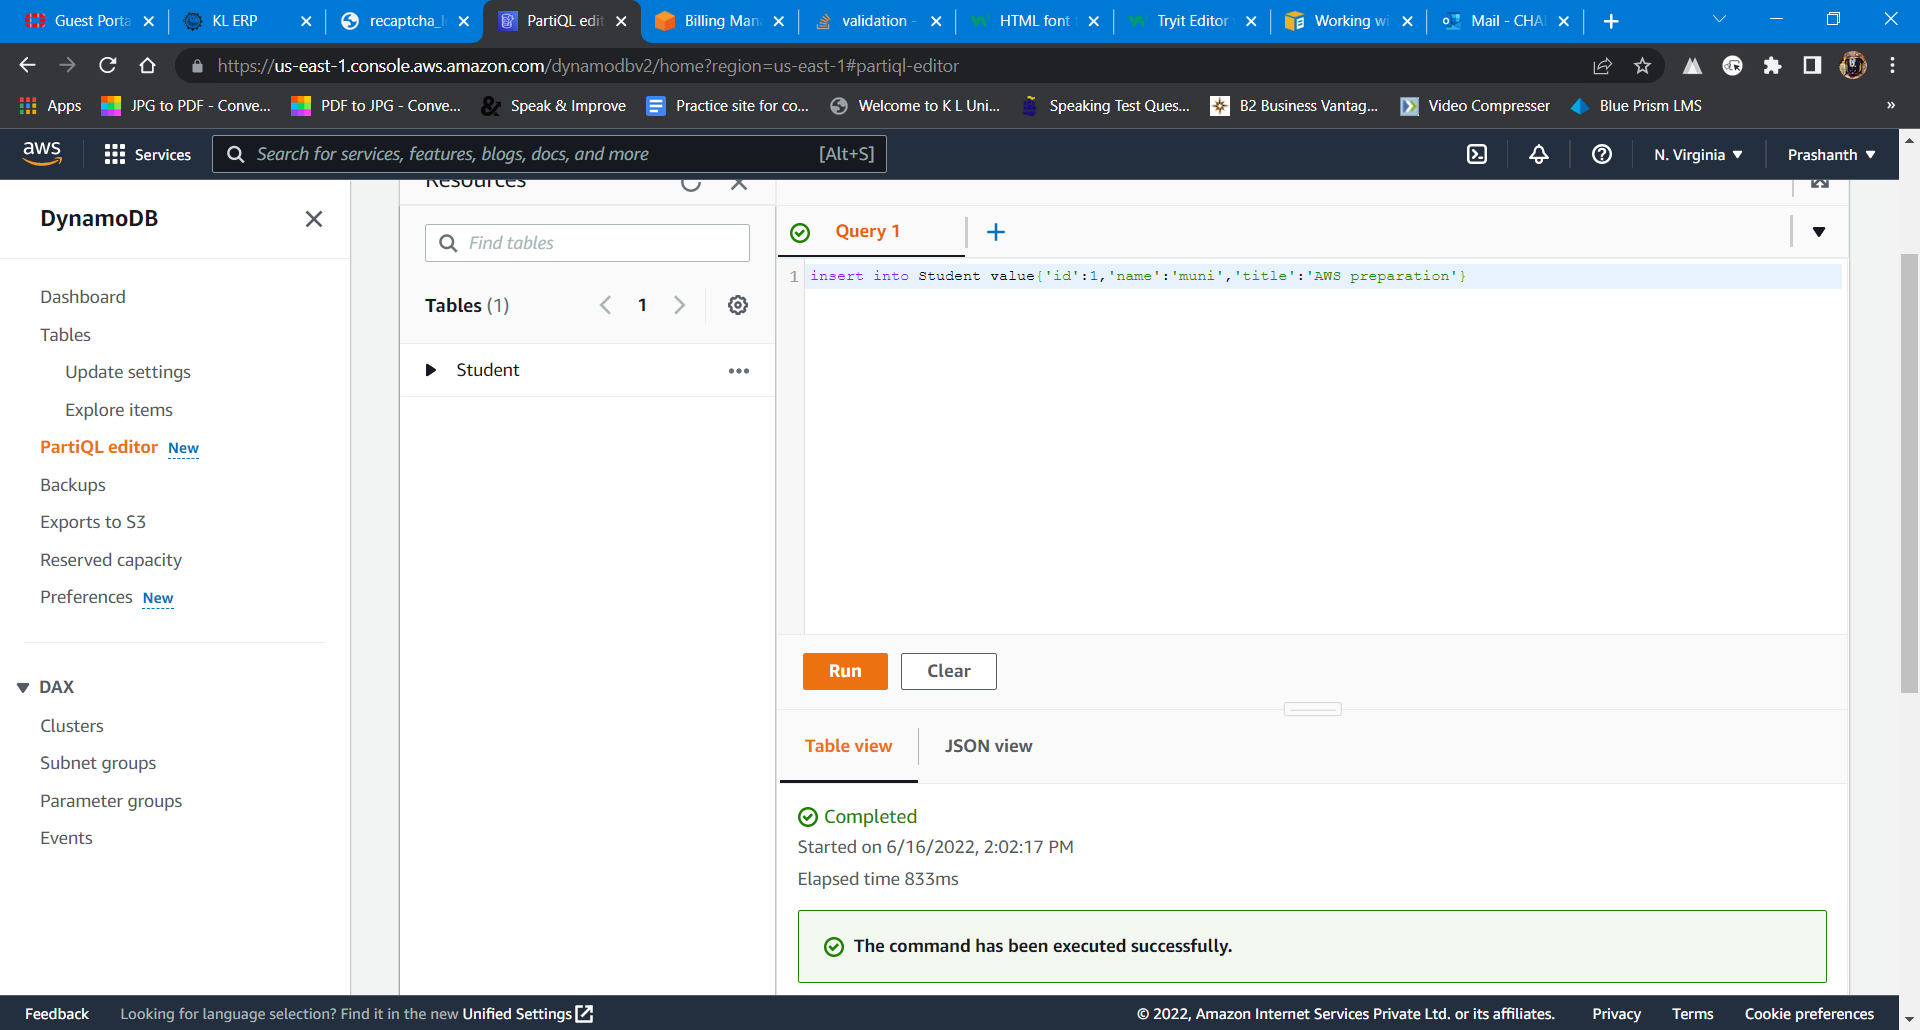 Guest Porta
KL ERP
recaptcha_l
PartiQL edit
Billing Man
validation -
HTML font
Tryit Editor
Working wi
Mail - CHA
https://us-east-1.console.aws.amazon.com/dynamodbv2/home?region=us-east-1#partiql-editor
Apps
JPG to PDF - Conve...
PDF to JPG - Conve...
Speak & Improve
Practice site for co...
Welcome to K L Uni...
Speaking Test Ques...
B2 Business Vantag...
Video Compresser
Blue Prism LMS
»
aws
Services
Search for services, features, blogs, docs, and more
[Alt+S]
N. Virginia
Prashanth
DynamoDB
Dashboard
Tables
Update settings
Explore items
PartiQL editor New
Backups
Exports to S3
Reserved capacity
Preferences New
DAX
Clusters
Subnet groups
Parameter groups
Events
Resources
Find tables
Tables (1)
1
Student
Query 1
1 insert into Student value{'id':1,'name':'muni','title':'AWS preparation'}
Run
Clear
Table view
JSON view
Completed
Started on 6/16/2022, 2:02:17 PM
Elapsed time 833ms
The command has been executed successfully.
Feedback
Looking for language selection? Find it in the new Unified Settings
© 2022, Amazon Internet Services Private Ltd. or its affiliates.
Privacy
Terms
Cookie preferences